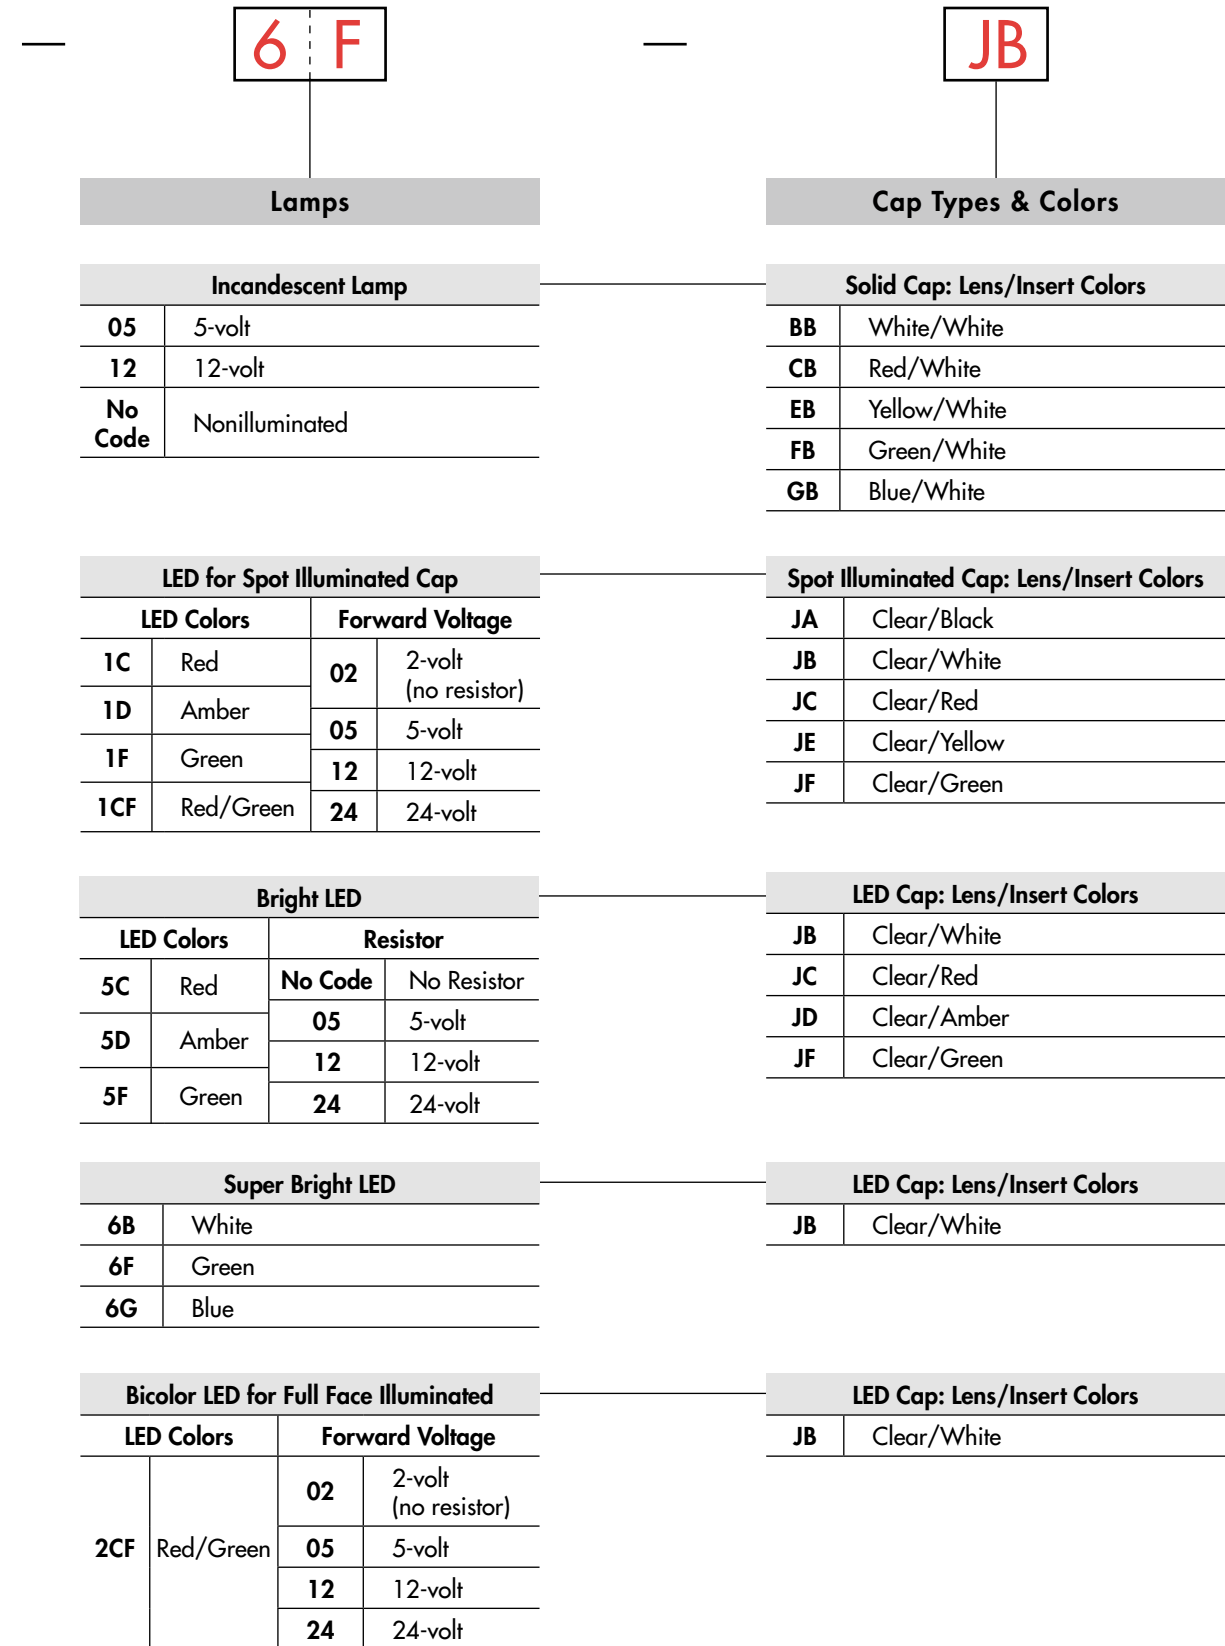 — 6 F — JB
Lamps
Cap Types & Colors
Incandescent Lamp
05 5-volt
12 12-volt
No
Code
Nonilluminated
Solid Cap: Lens/Insert Colors
BB White/White
CB Red/White
EB Yellow/White
FB Green/White
GB Blue/White
LED for Spot Illuminated Cap
LED Colors Forward Voltage
1C Red
1D Amber
1F Green
1CF Red/Green
02 2-volt
(no resistor)
05 5-volt
12 12-volt
24 24-volt
Spot Illuminated Cap: Lens/Insert Colors
JA Clear/Black
JB Clear/White
JC Clear/Red
JE Clear/Yellow
JF Clear/Green
Bright LED
LED Colors Resistor
5C Red
5D Amber
5F Green
No Code No Resistor
05 5-volt
12 12-volt
24 24-volt
LED Cap: Lens/Insert Colors
JB Clear/White
JC Clear/Red
JD Clear/Amber
JF Clear/Green
Super Bright LED
6B White
6F Green
6G Blue
LED Cap: Lens/Insert Colors
JB Clear/White
Bicolor LED for Full Face Illuminated
LED Colors Forward Voltage
2CF Red/Green
02 2-volt
(no resistor)
05 5-volt
12 12-volt
24 24-volt
LED Cap: Lens/Insert Colors
JB Clear/White